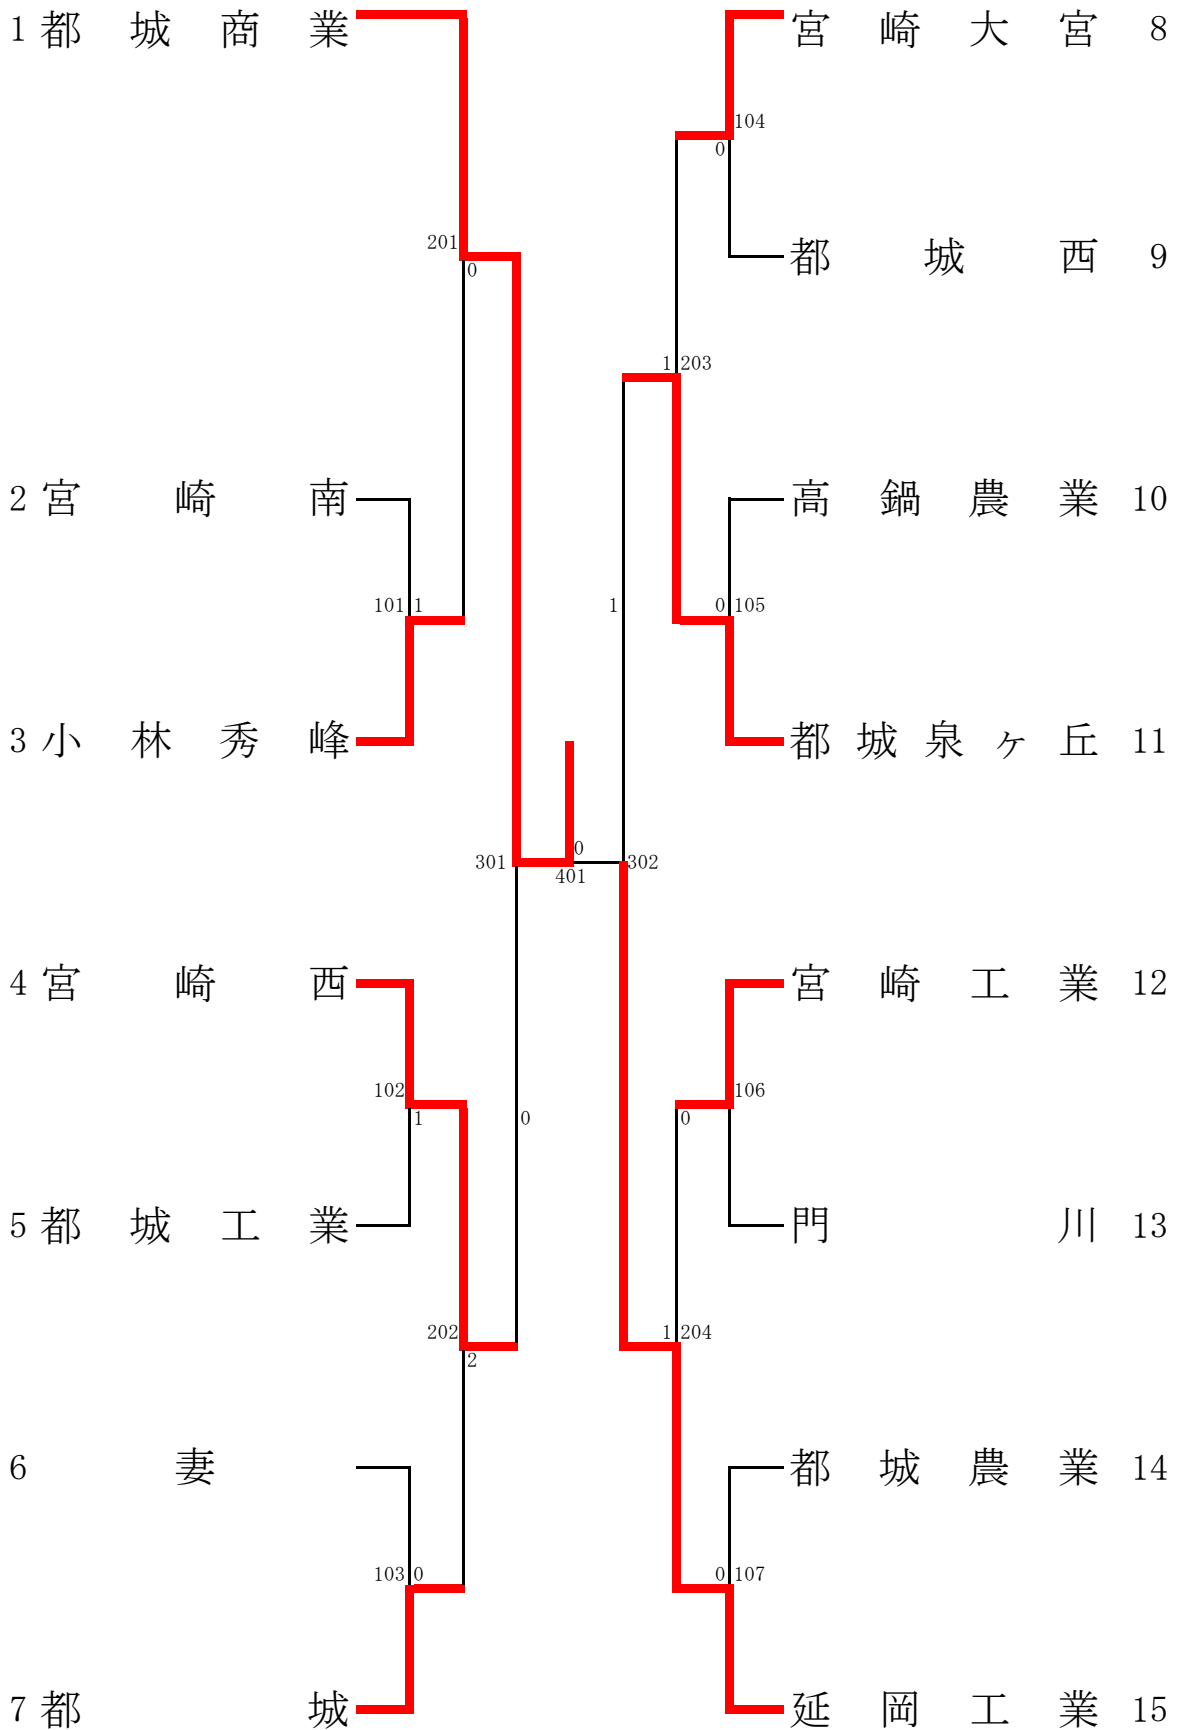 1 都城商業
宮崎大宮 8
104
0
201
0
都城西 9
1 203
2 宮崎南
高鍋農業 10
101 1
1
0 105
3 小林秀峰
都城泉ヶ丘 11
0
301
302
401
4 宮崎西
宮崎工業 12
102
106
1
0
0
5 都城工業
門川 13
202
1 204
2
6 妻
都城農業 14
103 0
0 107
7 都城
延岡工業 15